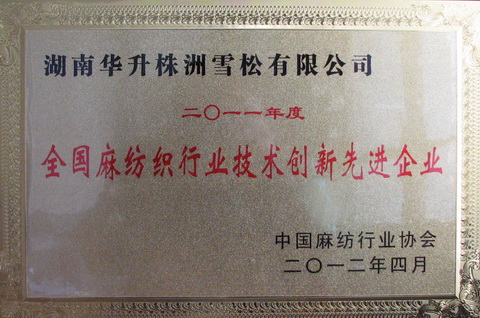 湖南华升株洲雪松有限公司
二〇一一年度
全国麻纺织行业技术创新先进企业
中国麻纺行业协会
二〇一二年四月